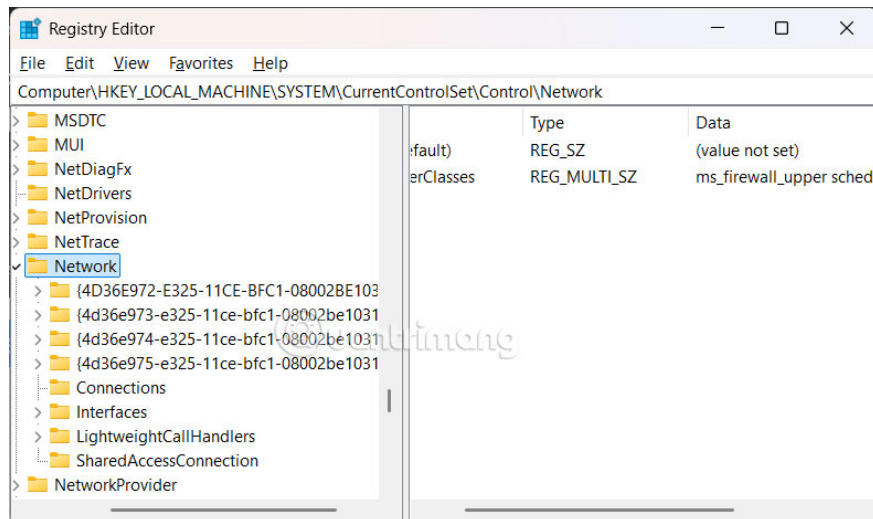 Registry Editor
File Edit View Favorites Help
Computer\HKEY_LOCAL_MACHINE\SYSTEM\CurrentControlSet\Control\Network
MSDTC
MUI
NetDiagFx
NetDrivers
NetProvision
NetTrace
Network
{4D36E972-E325-11CE-BFC1-08002BE103
{4d36e973-e325-11ce-bfc1-08002be1031
{4d36e974-e325-11ce-bfc1-08002be1031
{4d36e975-e325-11ce-bfc1-08002be1031
Connections
Interfaces
LightweightCallHandlers
SharedAccessConnection
NetworkProvider
Type Data
efault) REG_SZ (value not set)
erClasses REG_MULTI_SZ ms_firewall_upper sched
uantrimang